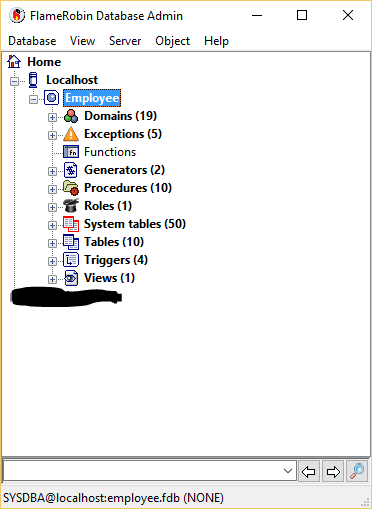 FlameRobin Database Admin
Database View Server Object Help
Home
Localhost
Employee
Domains (19)
Exceptions (5)
Fn Functions
Generators (2)
Procedures (10)
Roles (1)
System tables (50)
Tables (10)
Triggers (4)
Views (1)
SYSDBA@localhost:employee.fdb (NONE)